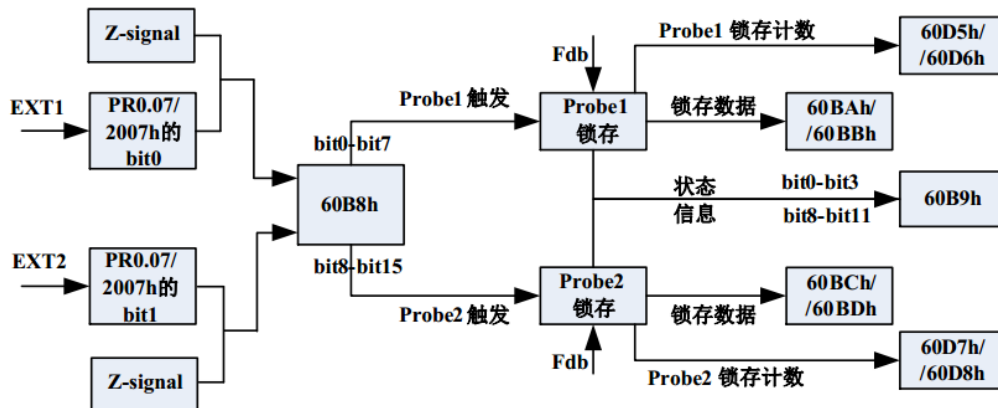 Z-signal
EXT1
PR0.07/
2007h的
bit0
Probe1 触发
bit0-bit7
60B8h
EXT2
PR0.07/
2007h的
bit1
bit8-bit15
Probe2 触发
Z-signal
Fdb
Probe1
锁存
Probe1 锁存计数
60D5h/
/60D6h
锁存数据
60BAh/
/60BBh
状态
信息
bit0-bit3
bit8-bit11
60B9h
Probe2
锁存
锁存数据
60BCh/
/60BDh
Fdb
Probe2 锁存计数
60D7h/
/60D8h